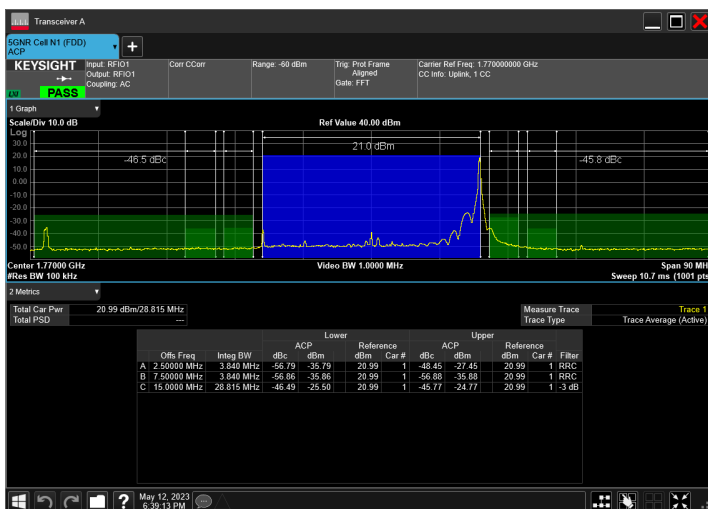 Transceiver A
5GNR Cell N1 (FDD)
ACP
KEYSIGHT
LXI
PASS
Input: RFIO1
Output: RFIO1
Coupling: AC
Corr CCorr
Range: -60 dBm
Trig: Prot Frame
Aligned
Gate: FFT
Carrier Ref Freq: 1.770000000 GHz
CC Info: Uplink, 1 CC
1 Graph
Scale/Div 10.0 dB
Ref Value 40.00 dBm
Log
30.0
20.0
10.0
0.00
-10.0
-20.0
-30.0
-40.0
-50.0
-46.5 dBc
21.0 dBm
-45.8 dBc
Center 1.77000 GHz
Video BW 1.0000 MHz
Span 90 MH
#Res BW 100 kHz
Sweep 10.7 ms (1001 pts
2 Metrics
Total Car Pwr 20.99 dBm/28.815 MHz
Total PSD ---
Measure Trace Trace 1
Trace Type Trace Average (Active)
Lower Upper
ACP Reference ACP Reference
Offs Freq Integ BW dBc dBm dBm Car # dBc dBm dBm Car # Filter
A 2.50000 MHz 3.840 MHz -56.79 -35.79 20.99 1 -48.45 -27.45 20.99 1 RRC
B 7.50000 MHz 3.840 MHz -56.86 -35.86 20.99 1 -56.88 -35.88 20.99 1 RRC
C 15.0000 MHz 28.815 MHz -46.49 -25.50 20.99 1 -45.77 -24.77 20.99 1 -3 dB
May 12, 2023
6:39:13 PM